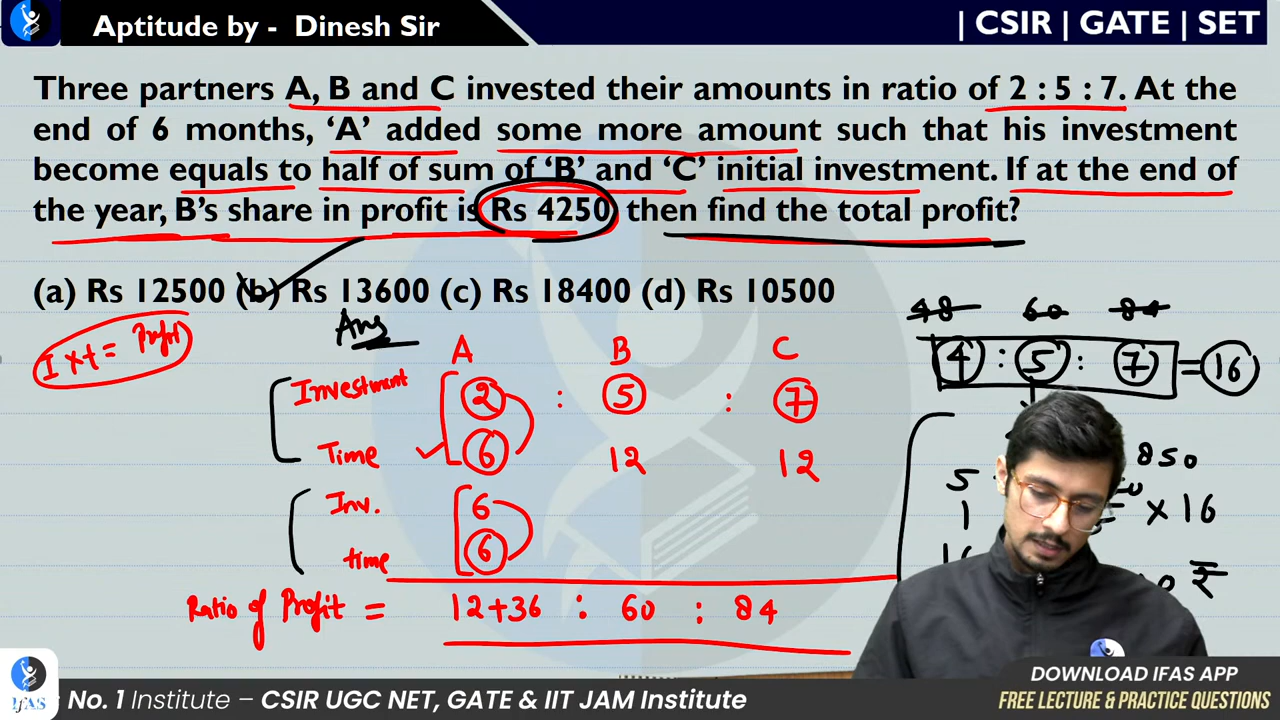 Aptitude by - Dinesh Sir
| CSIR | GATE | SET
Three partners A, B and C invested their amounts in ratio of 2 : 5 : 7. At the
end of 6 months, ‘A’ added some more amount such that his investment
become equals to half of sum of ‘B’ and ‘C’ initial investment. If at the end of
the year, B’s share in profit is Rs 4250, then find the total profit?
(a) Rs 12500 (b) Rs 13600 (c) Rs 18400 (d) Rs 10500
I × t = Profit
Ans
48 60 84
4 : 5 : 7 = 16
A B C
Investment 2 : 5 : 7
Time 6 12 12
Inv. 6
time 6
Ratio of Profit = 12+36 : 60 : 84
850
5
1 × 16
₹
IFAS
No. 1 Institute – CSIR UGC NET, GATE & IIT JAM Institute
DOWNLOAD IFAS APP
FREE LECTURE & PRACTICE QUESTIONS